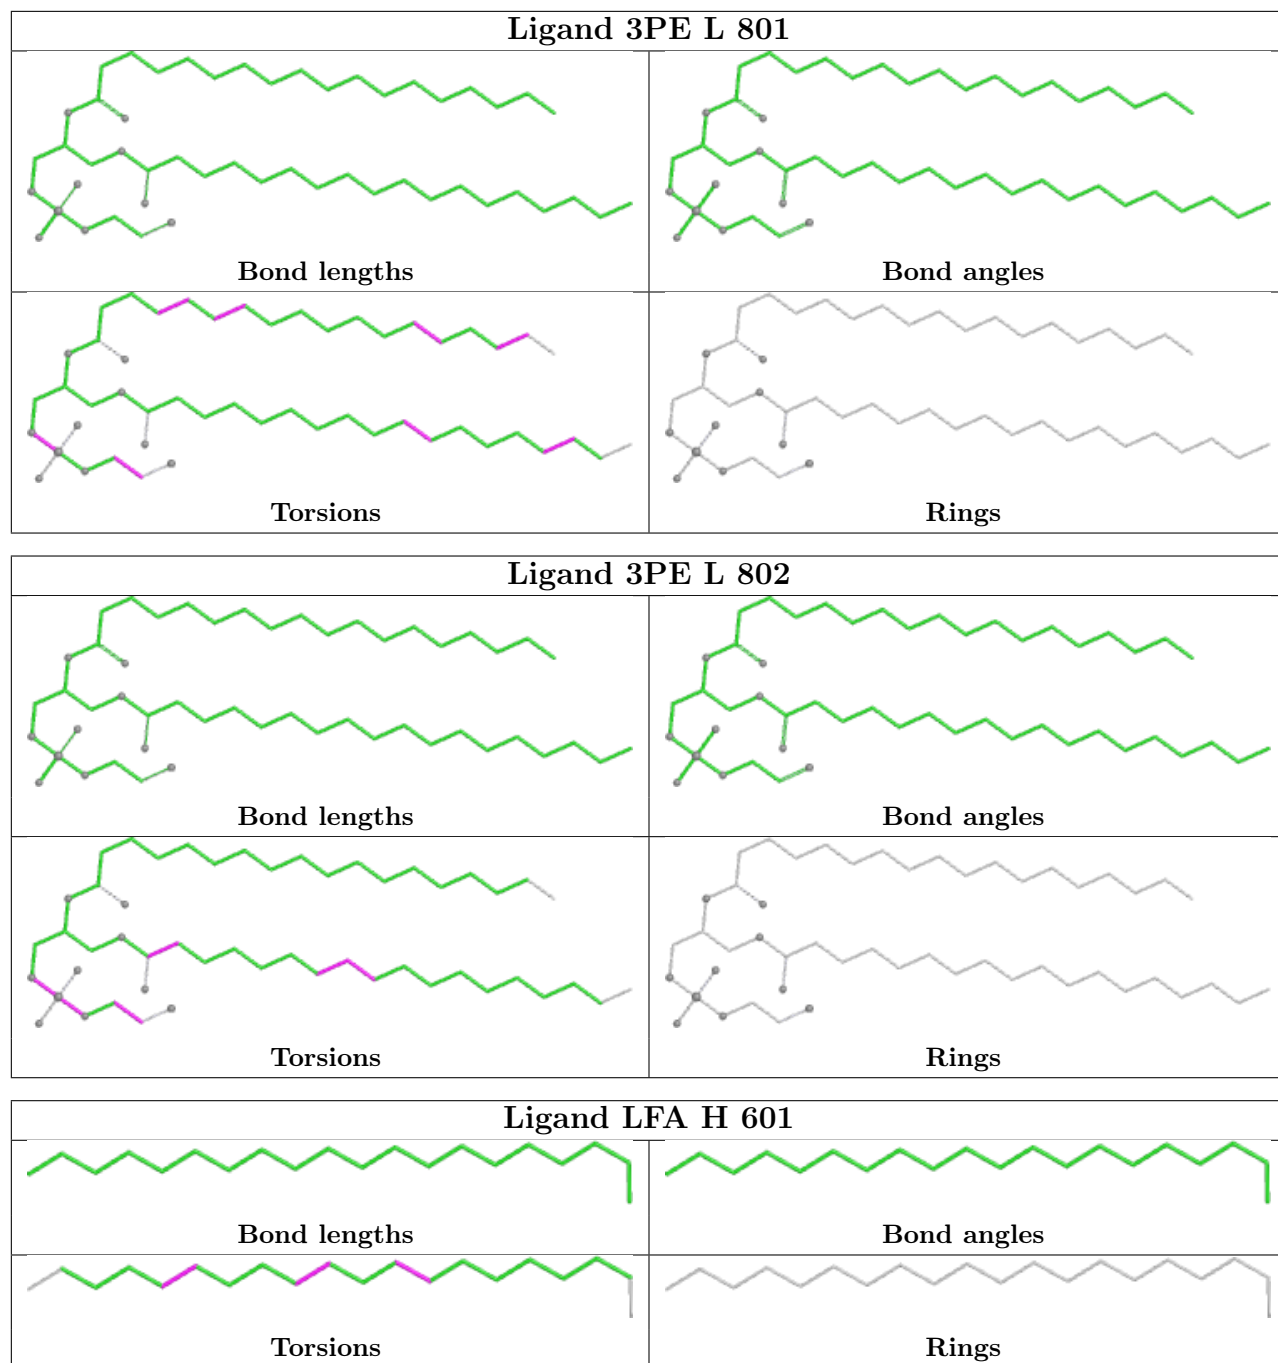 Ligand 3PE L 801
Bond lengths
Bond angles
Torsions
Rings
Ligand 3PE L 802
Bond lengths
Bond angles
Torsions
Rings
Ligand LFA H 601
Bond lengths
Bond angles
Torsions
Rings